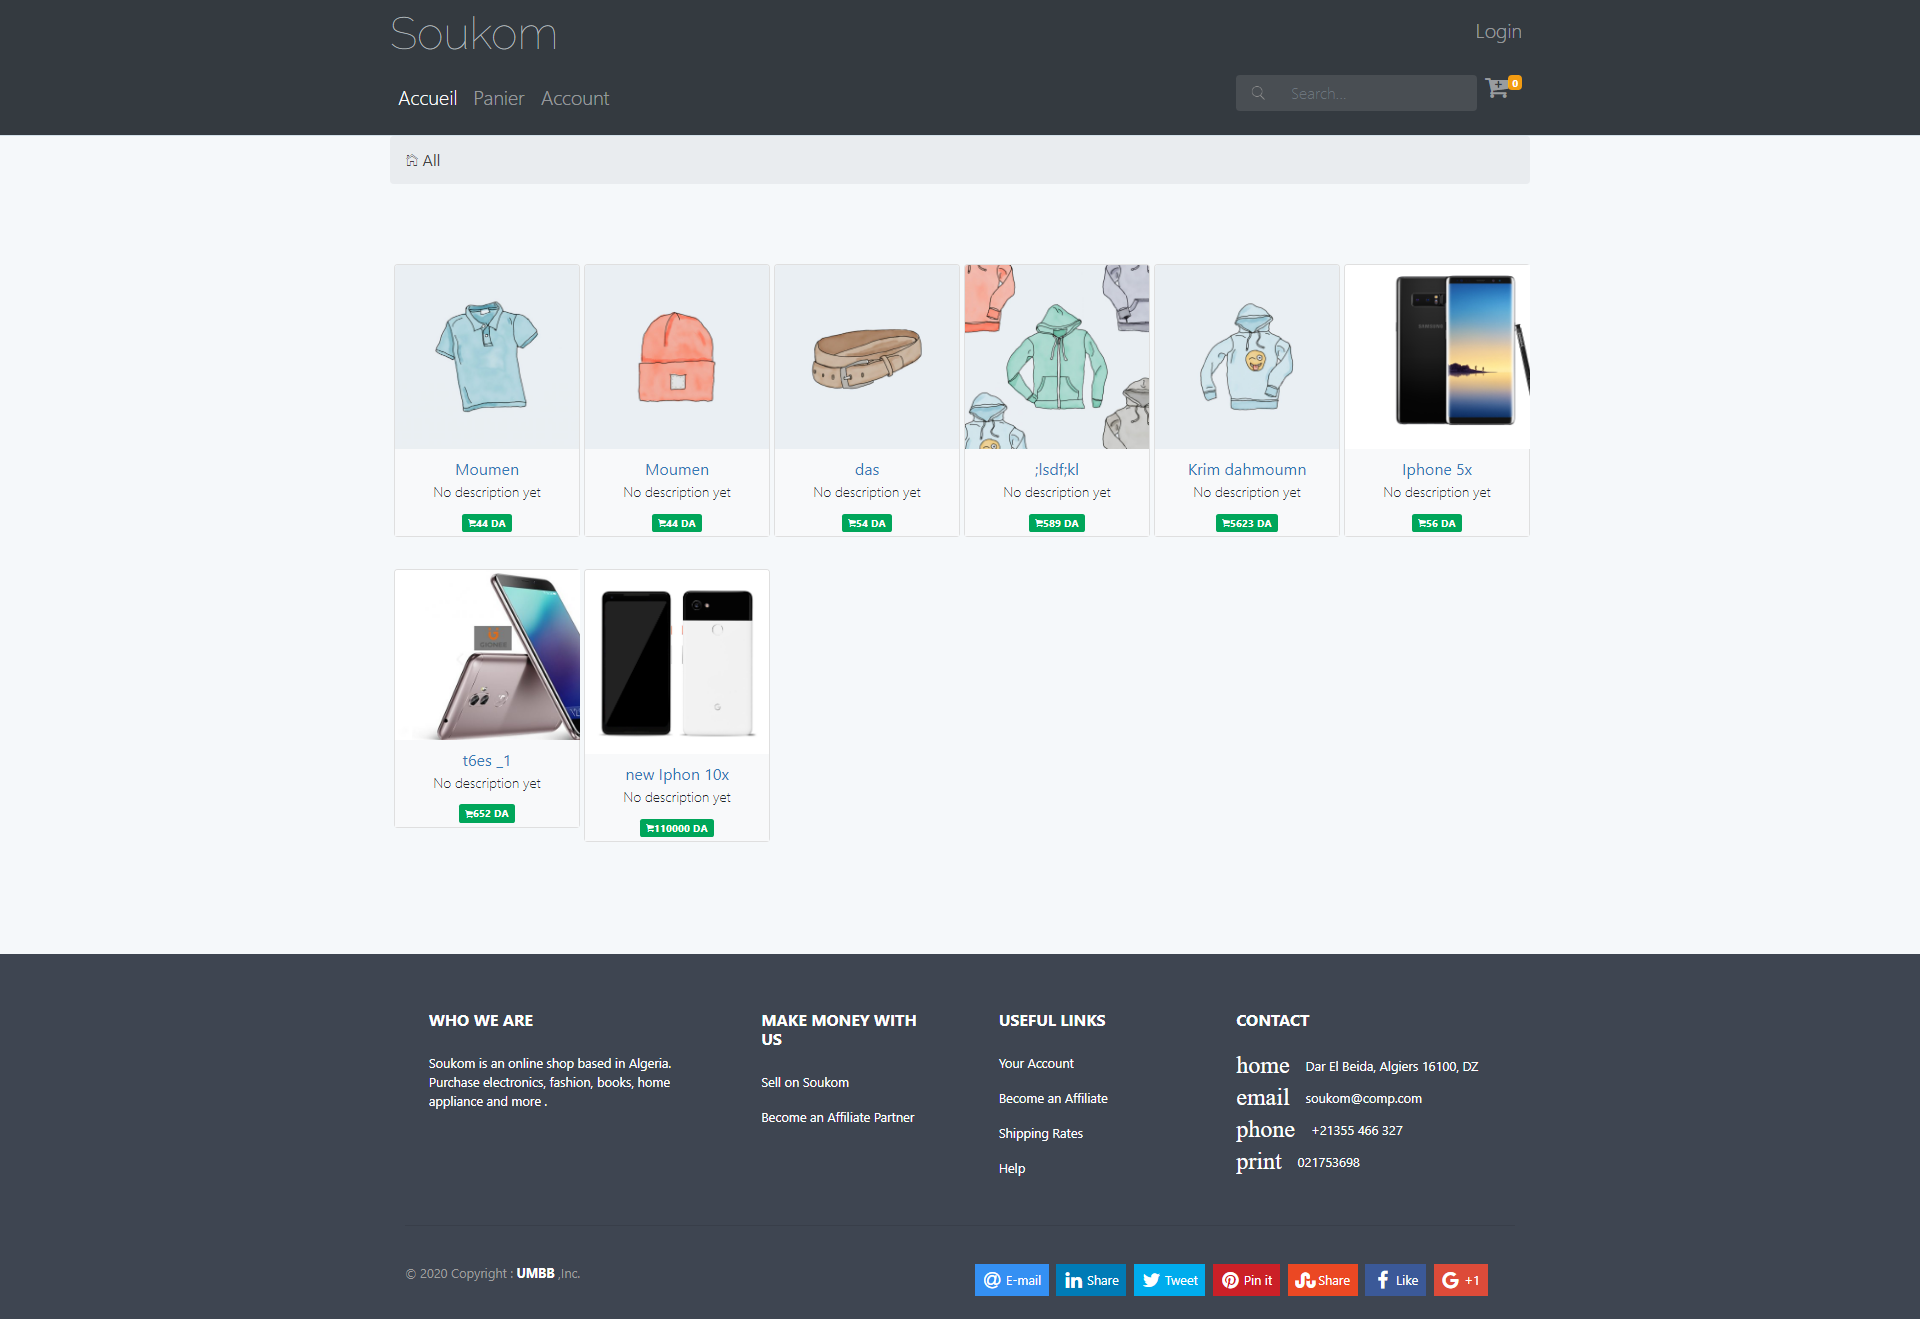 Soukom
Login
Accueil Panier Account
Search...
0
All
Moumen
No description yet
44 DA
Moumen
No description yet
44 DA
das
No description yet
54 DA
;lsdf;kl
No description yet
589 DA
Krim dahmoumn
No description yet
5623 DA
SAMSUNG
Iphone 5x
No description yet
56 DA
GIONEE
t6es _1
No description yet
652 DA
new Iphon 10x
No description yet
110000 DA
WHO WE ARE
Soukom is an online shop based in Algeria.
Purchase electronics, fashion, books, home
appliance and more .
MAKE MONEY WITH
US
Sell on Soukom
Become an Affiliate Partner
USEFUL LINKS
Your Account
Become an Affiliate
Shipping Rates
Help
CONTACT
home Dar El Beida, Algiers 16100, DZ
email soukom@comp.com
phone +21355 466 327
print 021753698
© 2020 Copyright : UMBB ,Inc.
E-mail
Share
Tweet
Pin it
Share
Like
+1